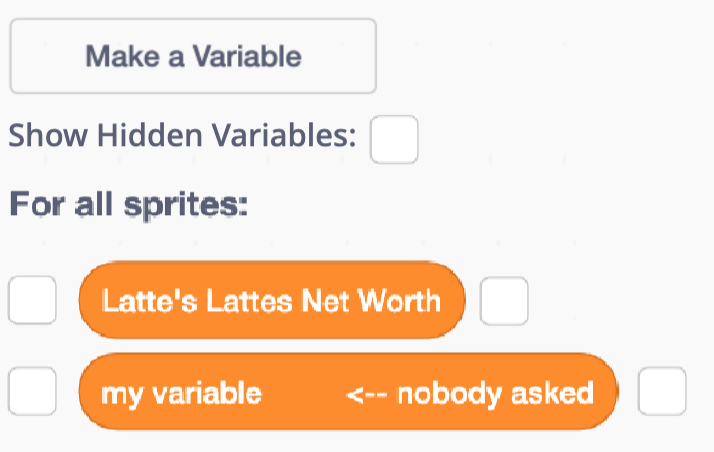 Make a Variable
Show Hidden Variables:
For all sprites:
Latte's Lattes Net Worth
my variable <-- nobody asked